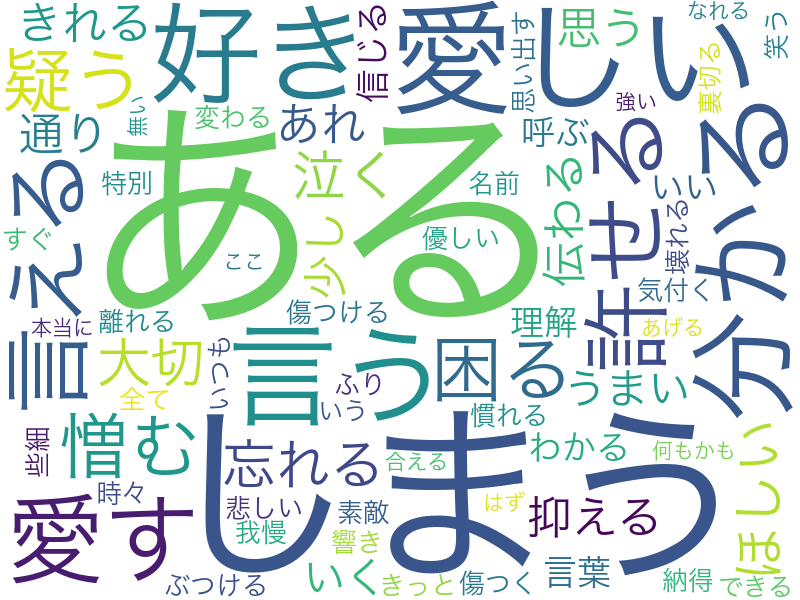 きれる
好き
信じる
愛しい
思い出す
思う
なれる
笑う
疑う
通り
無い
変わる
あれ
呼ぶ
強い
裏切る
ある
許せる
分かる
言える
特別
泣く
名前
伝わる
いい
壊れる
すぐ
ここ
少し
優しい
気付く
本当に
離れる
傷つける
理解
あげる
言う
困る
大切
いつも
ふり
うまい
全て
いう
慣れる
憎む
しまう
忘れる
合える
わかる
何もかも
ほしい
些細
時々
悲しい
素敵
はず
抑える
愛す
我慢
響き
ぶつける
いく
きっと
傷つく
言葉
納得
できる